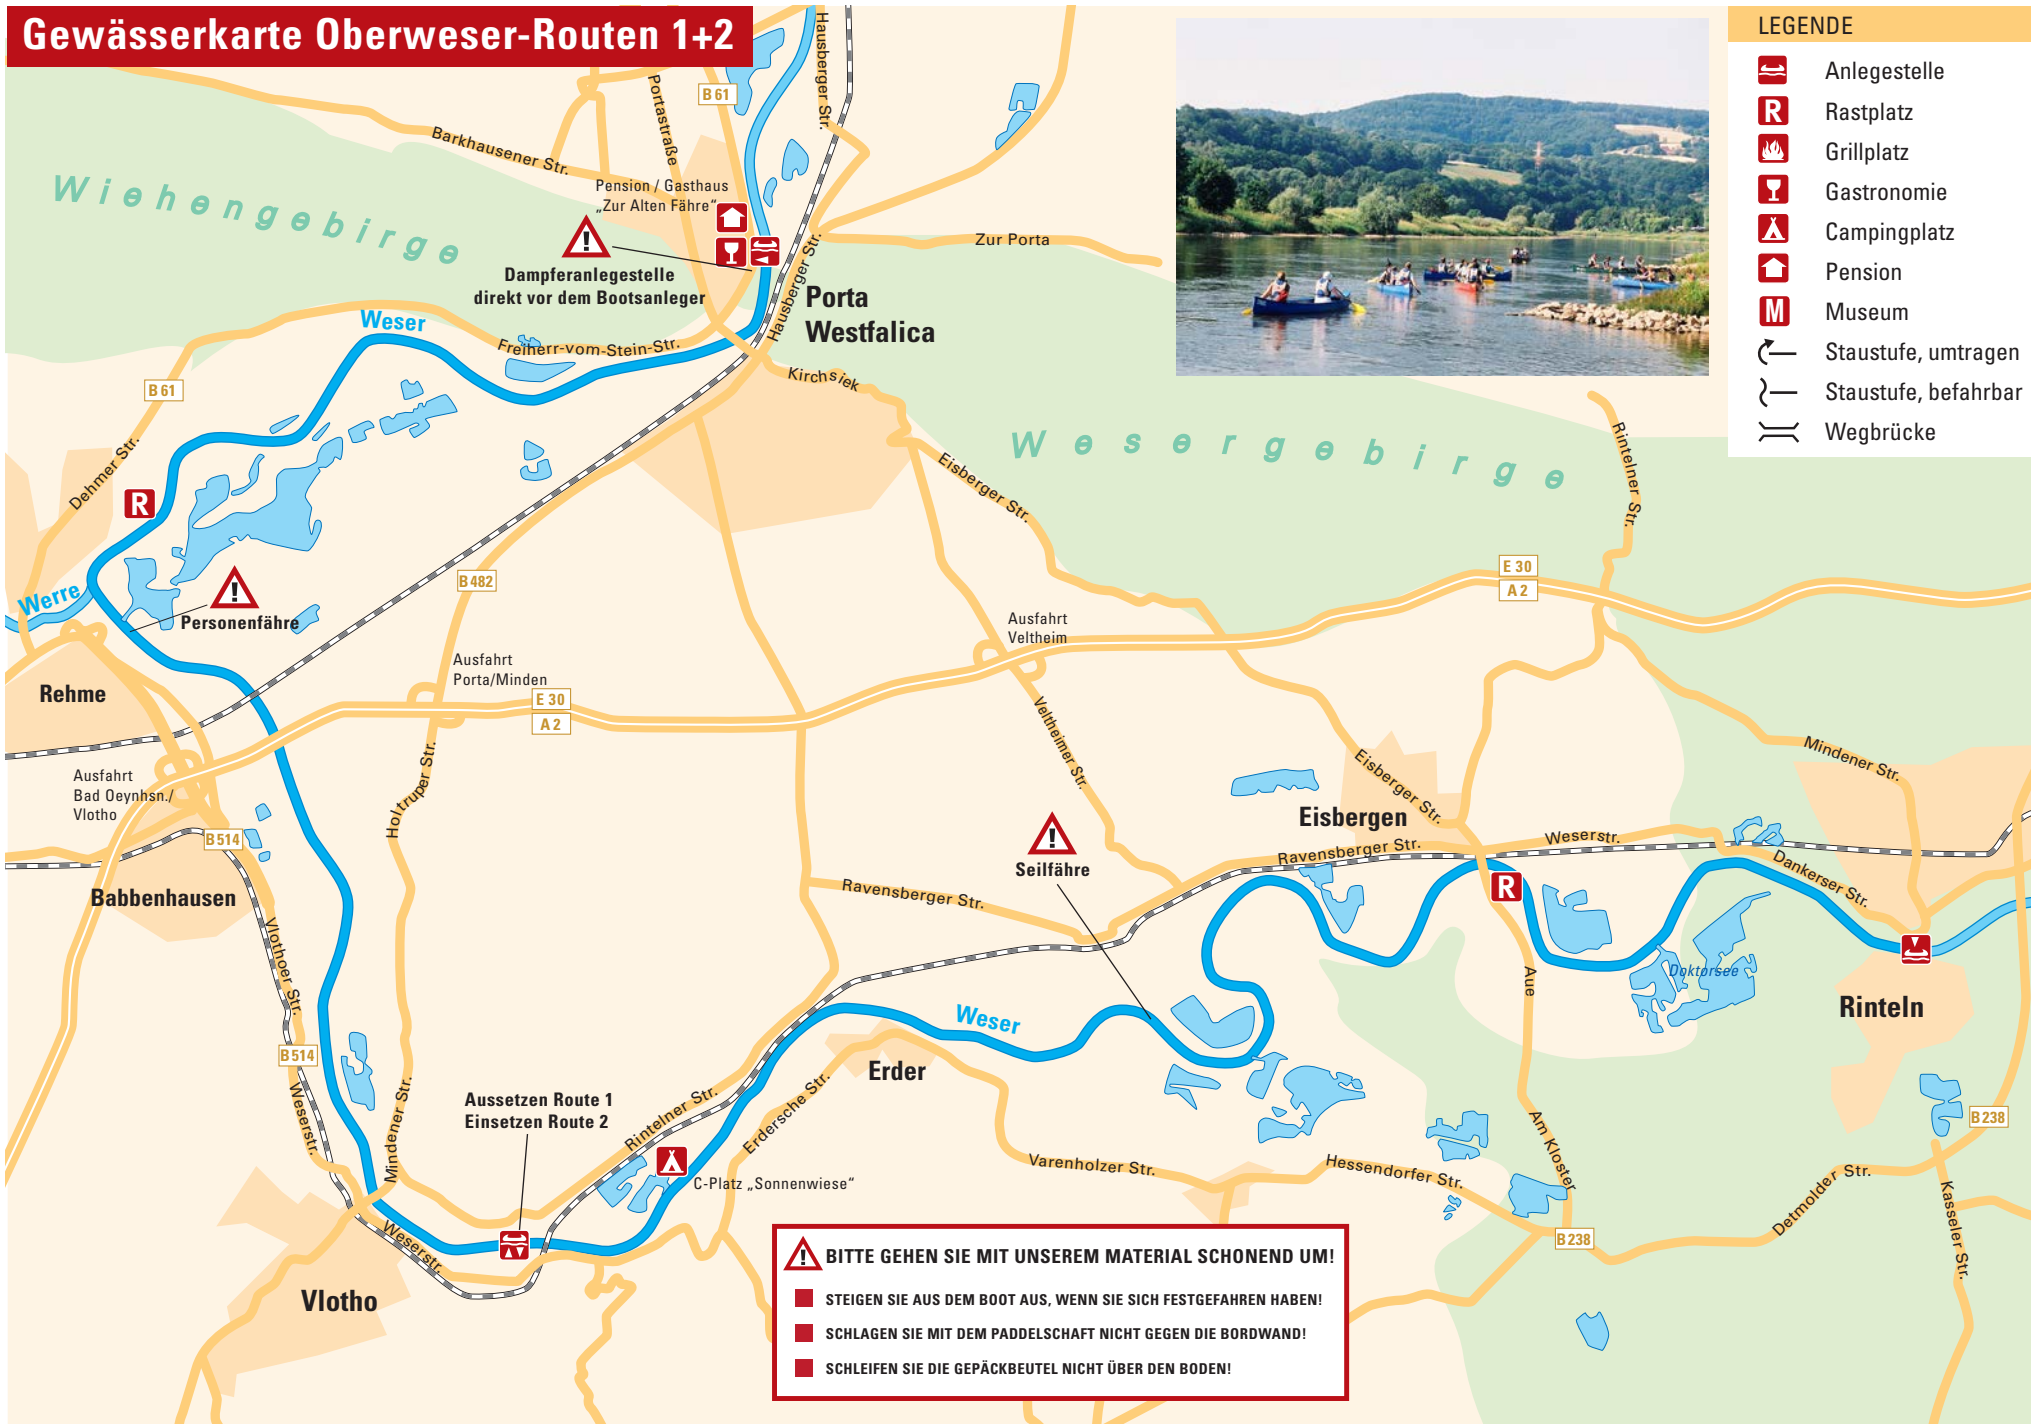 Gewässerkarte Oberweser-Routen 1+2
LEGENDE
Anlegestelle
R
Rastplatz
Grillplatz
Gastronomie
Campingplatz
Pension
M
Museum
Staustufe, umtragen
Staustufe, befahrbar
Wegbrücke
Hausberger Str.
Portastraße
B 61
Barkhausener Str.
Pension / Gasthaus
„Zur Alten Fähre“
Wiehengebirge
!
Dampferanlegestelle
direkt vor dem Bootsanleger
Hausberger Str.
Zur Porta
Porta
Westfalica
Weser
Freiherr-vom-Stein-Str.
Kirchsiek
B 61
Dehmer Str.
R
Wesergebirge
Eisberger Str.
Rintelner Str.
Werre
!
Personenfähre
B 482
E 30
A 2
Ausfahrt
Veltheim
Ausfahrt
Porta/Minden
E 30
A 2
Rehme
Veltheimer Str.
Holtruper Str.
Mindener Str.
Ausfahrt
Bad Oeynhsn./
Vlotho
Eisberger Str.
Eisbergen
B 514
!
Seilfähre
Ravensberger Str.
Weserstr.
Dankerser Str.
Babbenhausen
Ravensberger Str.
R
Vlothoer Str.
Aue
Doktorsee
Rinteln
Weser
B 514
Erder
Weserstr.
Mindener Str.
Aussetzen Route 1
Einsetzen Route 2
Rintelner Str.
Erdersche Str.
B 238
Am Kloster
Varenholzer Str.
Hessendorfer Str.
C-Platz „Sonnenwiese“
Detmolder Str.
Kasseler Str.
Weserstr.
B 238
Vlotho
! BITTE GEHEN SIE MIT UNSEREM MATERIAL SCHONEND UM!
STEIGEN SIE AUS DEM BOOT AUS, WENN SIE SICH FESTGEFAHREN HABEN!
SCHLAGEN SIE MIT DEM PADDELSCHAFT NICHT GEGEN DIE BORDWAND!
SCHLEIFEN SIE DIE GEPÄCKBEUTEL NICHT ÜBER DEN BODEN!